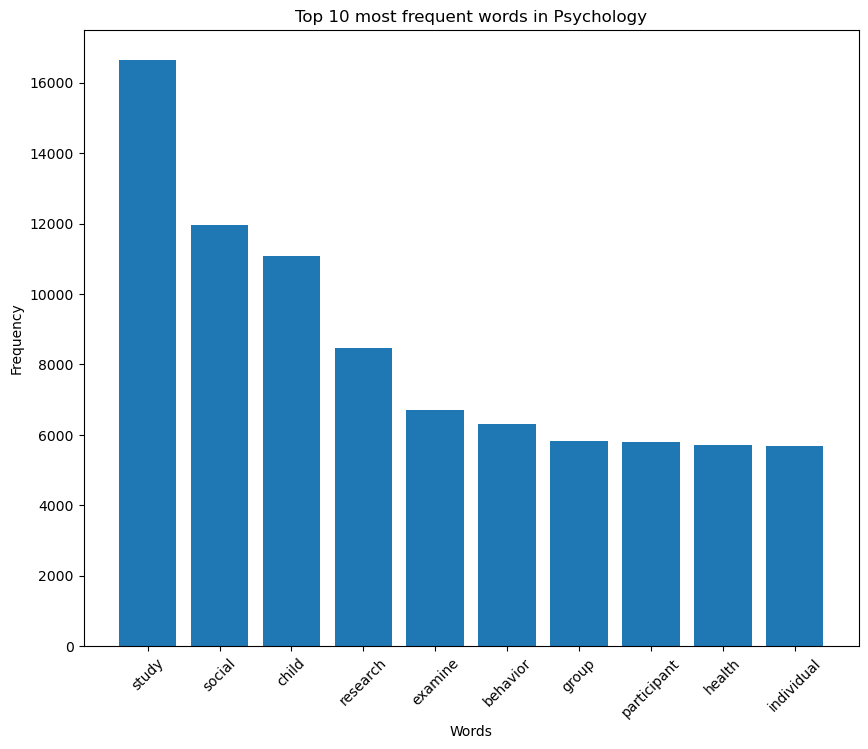 Top 10 most frequent words in Psychology
Frequency
16000
14000
12000
10000
8000
6000
4000
2000
0
study
social
child
research
examine
behavior
group
participant
health
individual
Words